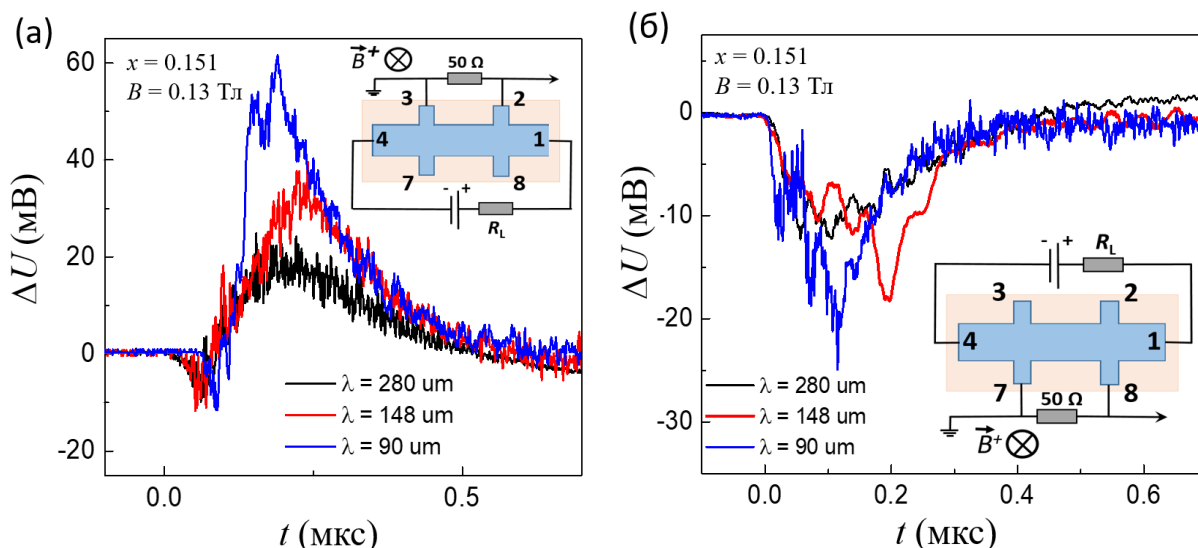 (а)
ΔU (мВ)
60
40
20
0
-20
x = 0.151
B = 0.13 Тл
B⁺
50 Ω
3
2
4
1
7
8
- +
R_L
λ = 280 um
λ = 148 um
λ = 90 um
0.0
0.5
t (мкс)
(б)
ΔU (мВ)
0
-10
-20
-30
x = 0.151
B = 0.13 Тл
- +
R_L
3
2
4
1
7
8
50 Ω
B⁺
λ = 280 um
λ = 148 um
λ = 90 um
0.0
0.2
0.4
0.6
t (мкс)